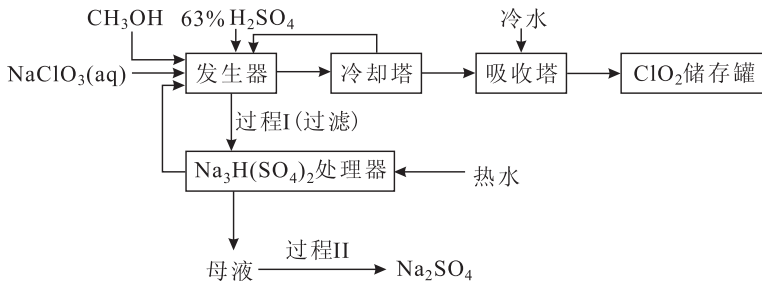 CH₃OH 63% H₂SO₄ 冷水
NaClO₃(aq) 发生器 冷却塔 吸收塔 ClO₂储存罐
过程I(过滤)
Na₃H(SO₄)₂处理器 热水
过程II
母液 Na₂SO₄